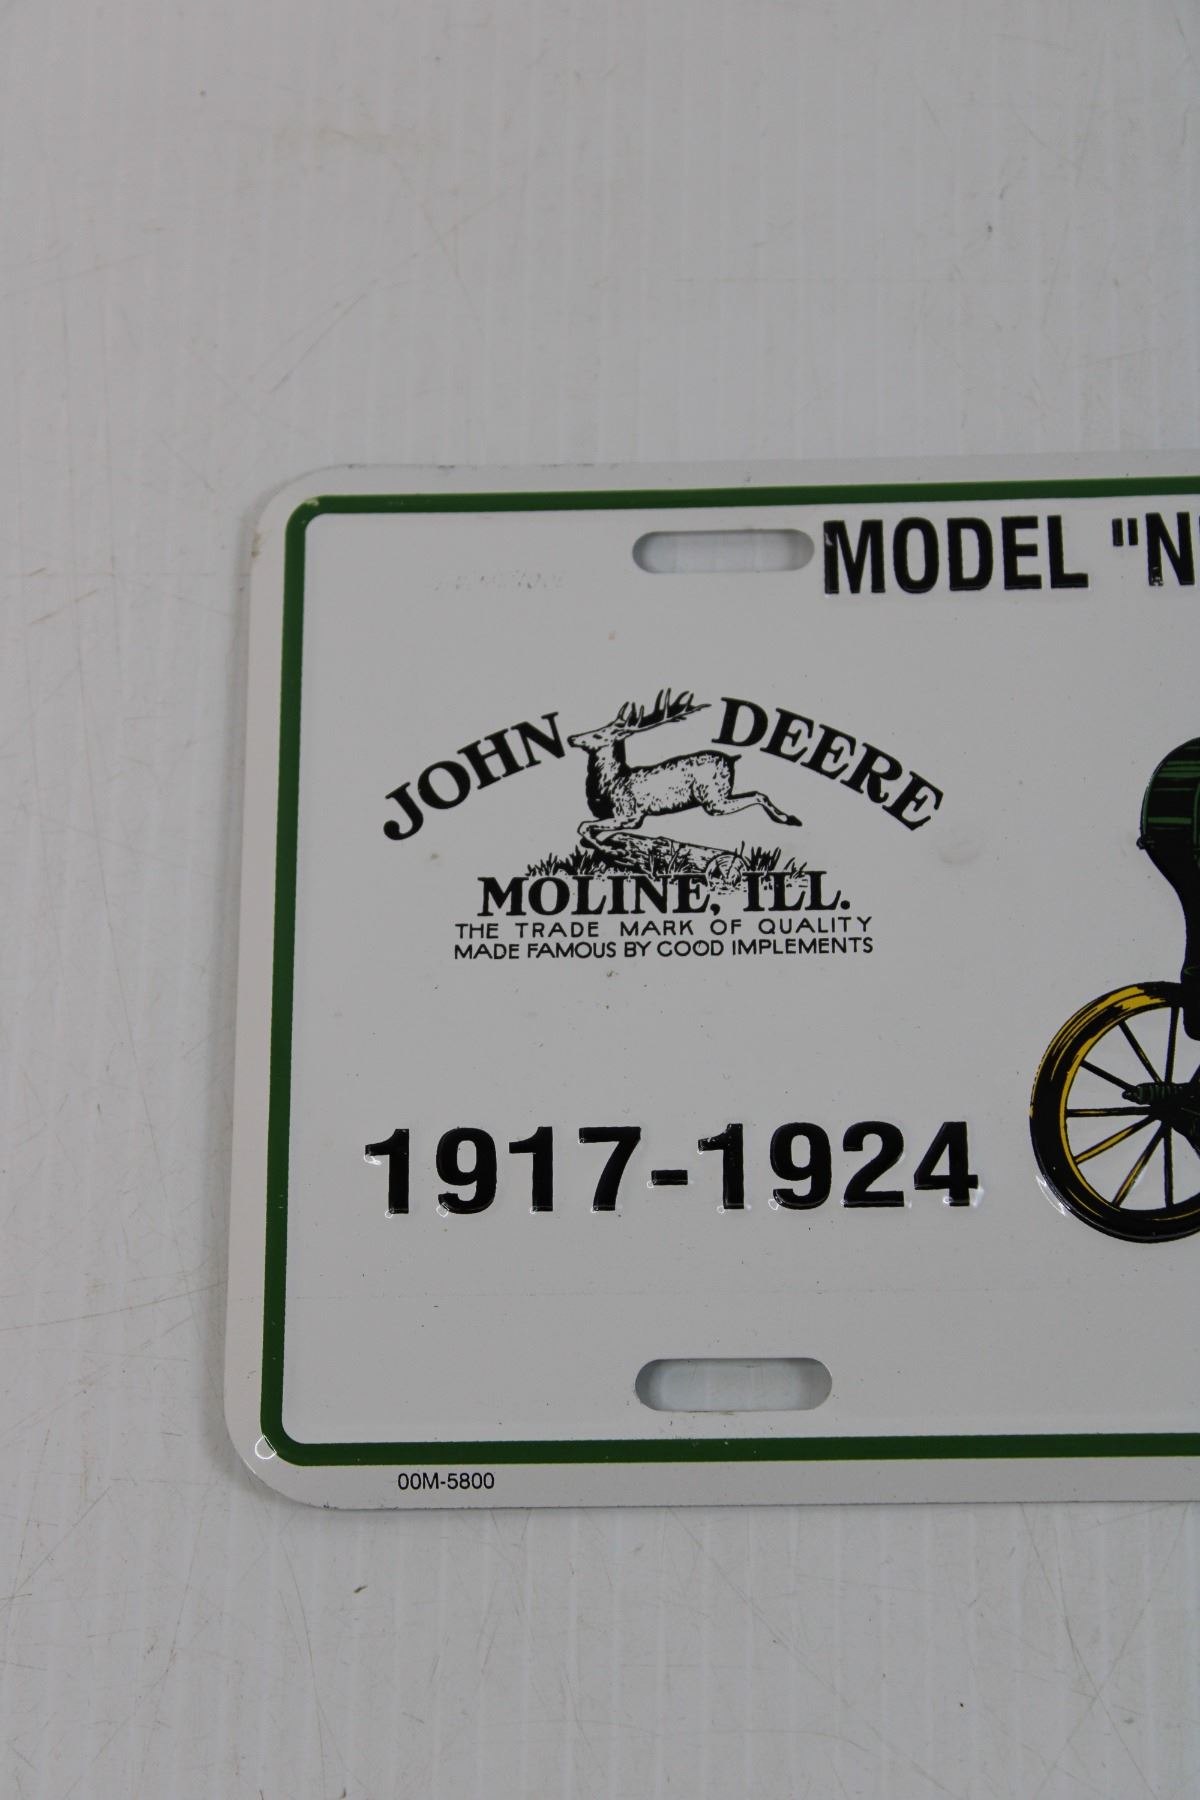 MODEL "N
JOHN DEERE
MOLINE, ILL.
THE TRADE MARK OF QUALITY
MADE FAMOUS BY GOOD IMPLEMENTS
1917-1924
00M-5800